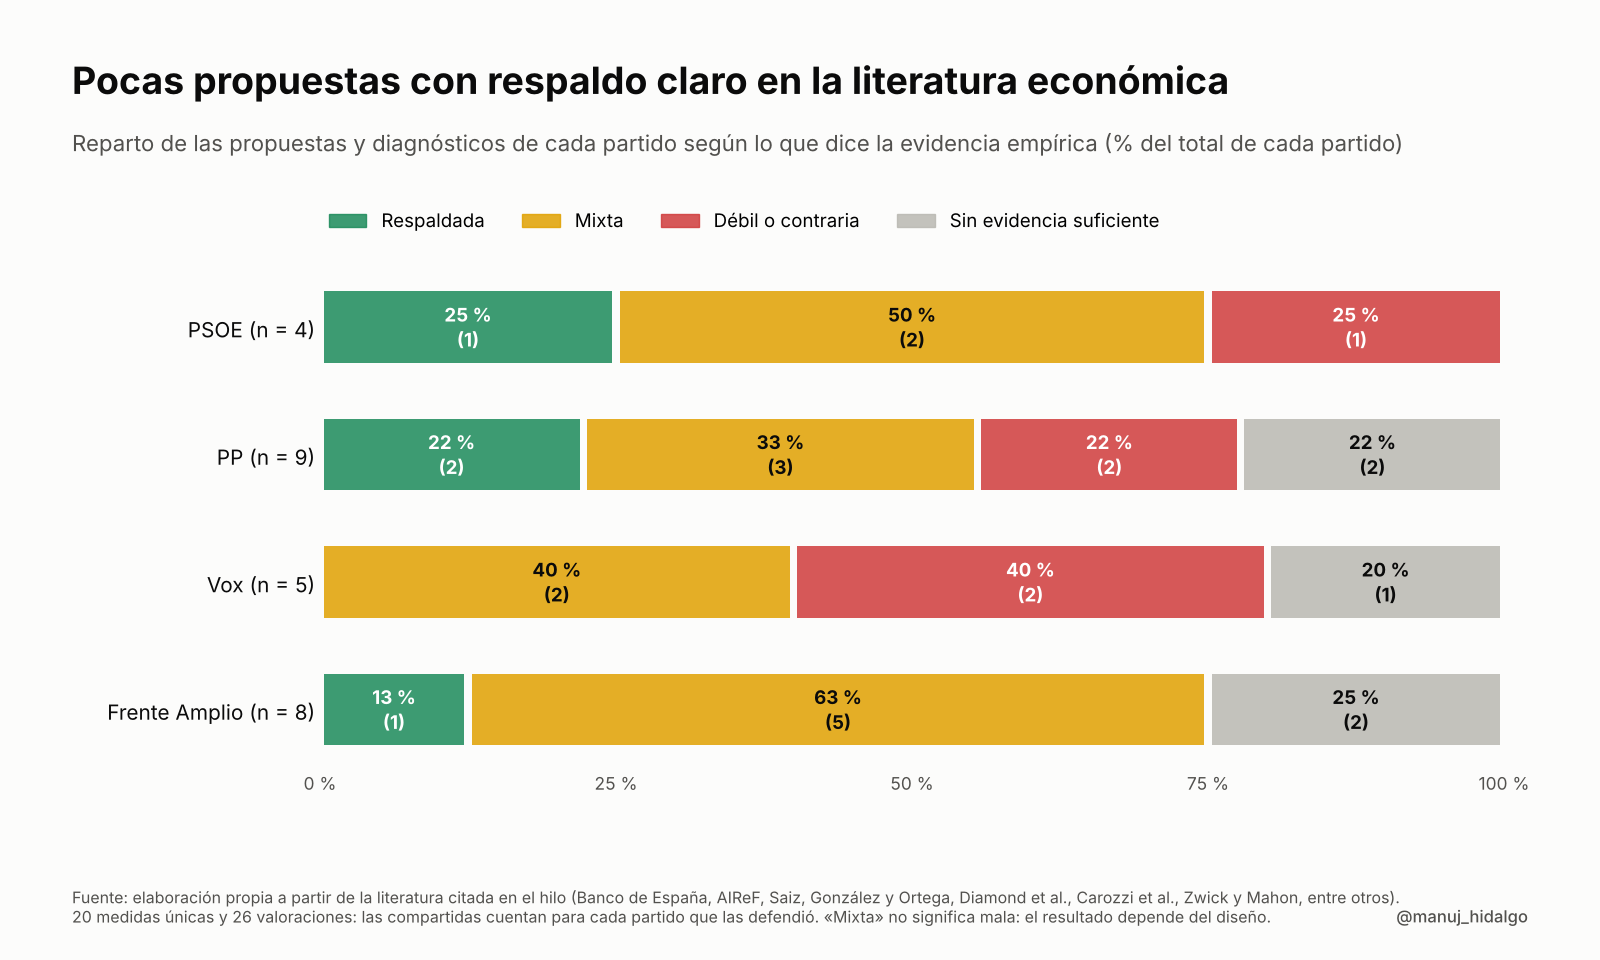 Pocas propuestas con respaldo claro en la literatura económica
Reparto de las propuestas y diagnósticos de cada partido según lo que dice la evidencia empírica (% del total de cada partido)
Respaldada Mixta Débil o contraria Sin evidencia suficiente
PSOE (n = 4)
25 %
(1)
50 %
(2)
25 %
(1)
PP (n = 9)
22 %
(2)
33 %
(3)
22 %
(2)
22 %
(2)
Vox (n = 5)
40 %
(2)
40 %
(2)
20 %
(1)
Frente Amplio (n = 8)
13 %
(1)
63 %
(5)
25 %
(2)
0 % 25 % 50 % 75 % 100 %
Fuente: elaboración propia a partir de la literatura citada en el hilo (Banco de España, AIReF, Saiz, González y Ortega, Diamond et al., Carozzi et al., Zwick y Mahon, entre otros).
20 medidas únicas y 26 valoraciones: las compartidas cuentan para cada partido que las defendió. «Mixta» no significa mala: el resultado depende del diseño.
@manuj_hidalgo